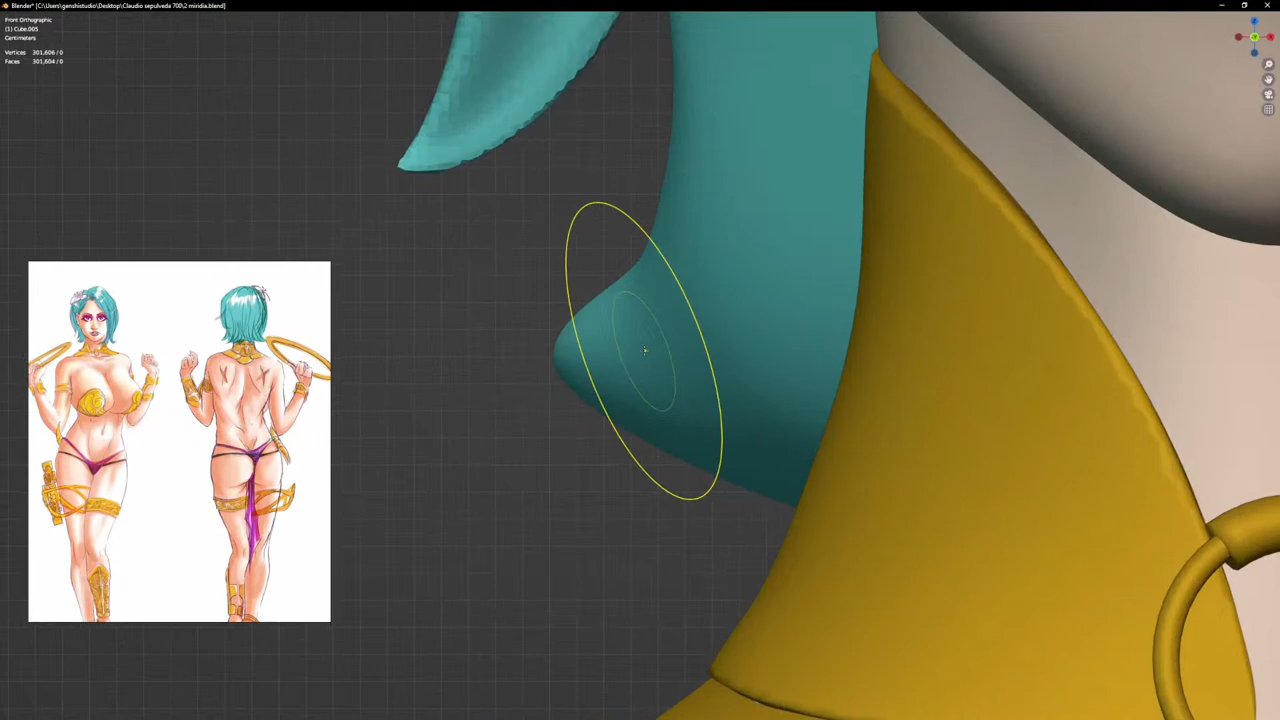 Blender* [C:\Users\genshistudio\Desktop\Claudio sepulveda 700\2 miridia.blend]
Front Orthographic
(1) Cube.005
Centimeters
Vertices 301,606 / 0
Faces 301,604 / 0